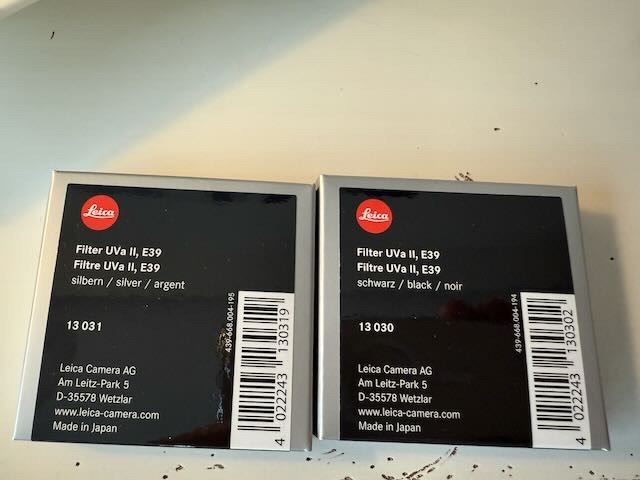 Leica
Filter UVa II, E39
Filtre UVa II, E39
silbern / silver / argent
13 031
Leica Camera AG
Am Leitz-Park 5
D-35578 Wetzlar
www.leica-camera.com
Made in Japan
439-668.004-195
4 022243 130319
Leica
Filter UVa II, E39
Filtre UVa II, E39
schwarz / black / noir
13 030
Leica Camera AG
Am Leitz-Park 5
D-35578 Wetzlar
www.leica-camera.com
Made in Japan
439-668.004-194
4 022243 130302